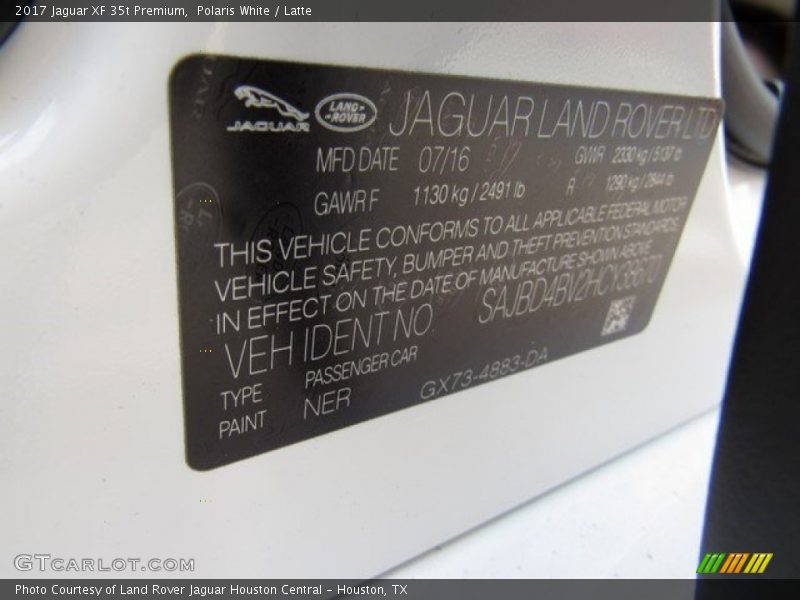 2017 Jaguar XF 35t Premium,  Polaris White / Latte
JAGUAR LAND-ROVER JAGUAR LAND ROVER LTD
MFD DATE 07/16 GVWR 2330 kg / 5137 lb
GAWR F 1130 kg / 2491 lb R 1290 kg / 2844 lb
THIS VEHICLE CONFORMS TO ALL APPLICABLE FEDERAL MOTOR
VEHICLE SAFETY, BUMPER AND THEFT PREVENTION STANDARDS
IN EFFECT ON THE DATE OF MANUFACTURE SHOWN ABOVE.
VEH IDENT NO. SAJBD4BV2HCY38670
TYPE PASSENGER CAR
PAINT NER GX73-4883-DA
GTCARLOT.COM
Photo Courtesy of Land Rover Jaguar Houston Central – Houston, TX